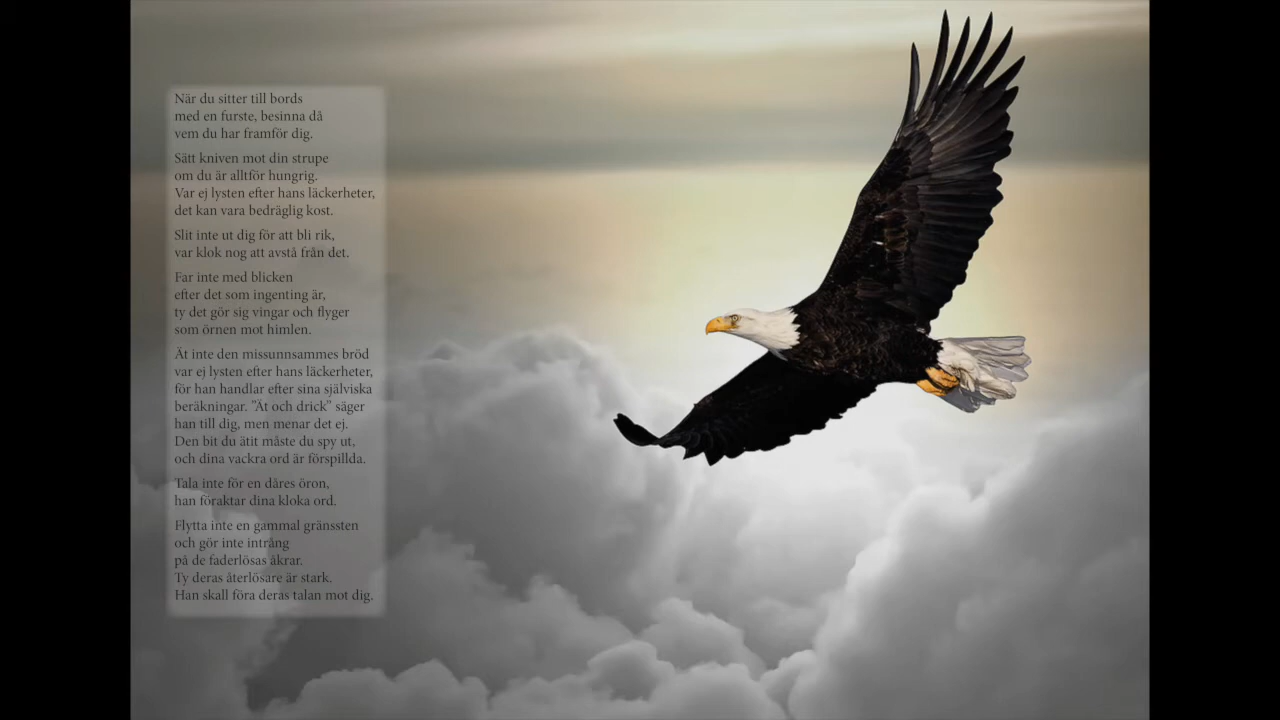 När du sitter till bords
med en furste, besinna då
vem du har framför dig.
Sätt kniven mot din strupe
om du är alltför hungrig.
Var ej lysten efter hans läckerheter,
det kan vara bedräglig kost.
Slit inte ut dig för att bli rik,
var klok nog att avstå från det.
Far inte med blicken
efter det som ingenting är,
ty det gör sig vingar och flyger
som örnen mot himlen.
Ät inte den missunnsammes bröd
var ej lysten efter hans läckerheter,
för han handlar efter sina själviska
beräkningar. "Ät och drick" säger
han till dig, men menar det ej.
Den bit du ätit måste du spy ut,
och dina vackra ord är förspillda.
Tala inte för en dåres öron,
han föraktar dina kloka ord.
Flytta inte en gammal gränssten
och gör inte intrång
på de faderlösas åkrar.
Ty deras återlösare är stark.
Han skall föra deras talan mot dig.